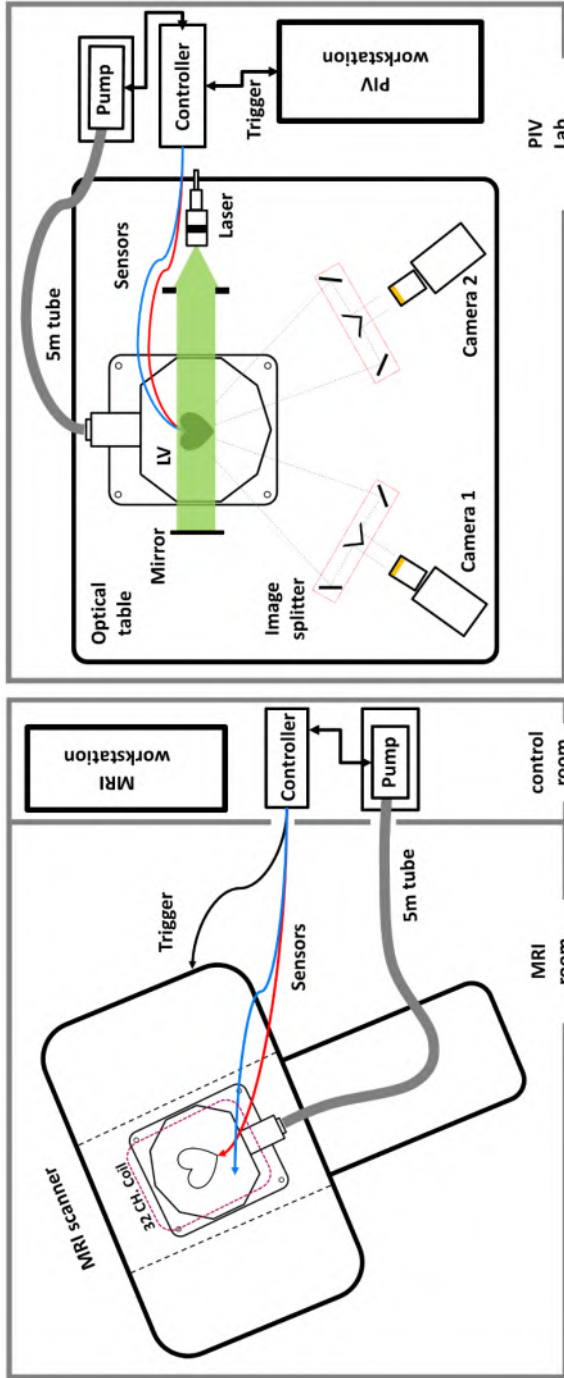 MRI scanner
32 CH. Coil
Trigger
Sensors
5m tube
MRI
room
MRI
workstation
Controller
Pump
control
room
Optical
table
Mirror
LV
5m tube
Sensors
Laser
Pump
Controller
Trigger
PIV
workstation
Image
splitter
Camera 1
Camera 2
PIV
Lab